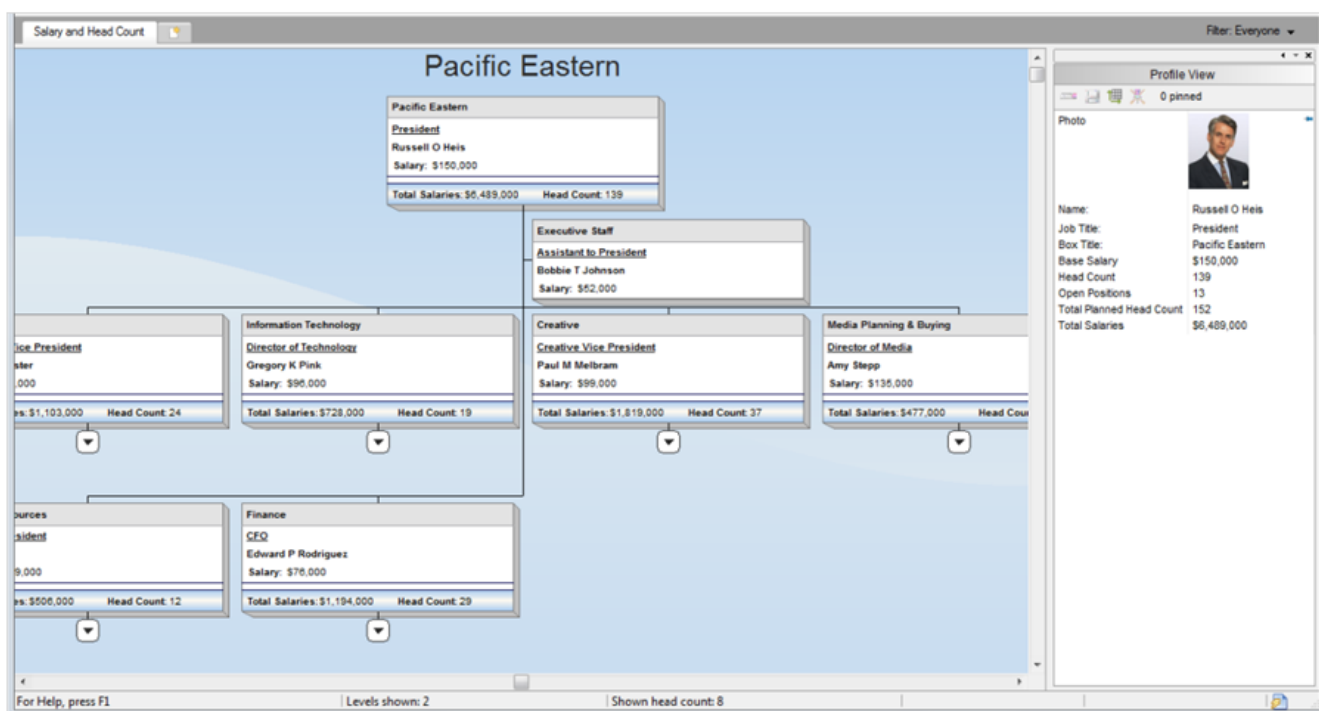 Salary and Head Count
Filter: Everyone
Pacific Eastern
Pacific Eastern
President
Russell O Heis
Salary: $150,000
Total Salaries: $6,489,000 Head Count: 139
Executive Staff
Assistant to President
Bobbie T Johnson
Salary: $52,000
ice President
ster
,000
es: $1,103,000 Head Count: 24
Information Technology
Director of Technology
Gregory K Pink
Salary: $96,000
Total Salaries: $728,000 Head Count: 19
Creative
Creative Vice President
Paul M Melbram
Salary: $99,000
Total Salaries: $1,819,000 Head Count: 37
Media Planning & Buying
Director of Media
Amy Stepp
Salary: $135,000
Total Salaries: $477,000 Head Cou
ources
sident
9,000
es: $506,000 Head Count: 12
Finance
CFO
Edward P Rodriguez
Salary: $76,000
Total Salaries: $1,194,000 Head Count: 29
Profile View
0 pinned
Photo
Name: Russell O Heis
Job Title: President
Box Title: Pacific Eastern
Base Salary $150,000
Head Count 139
Open Positions 13
Total Planned Head Count 152
Total Salaries $6,489,000
For Help, press F1 Levels shown: 2 Shown head count: 8